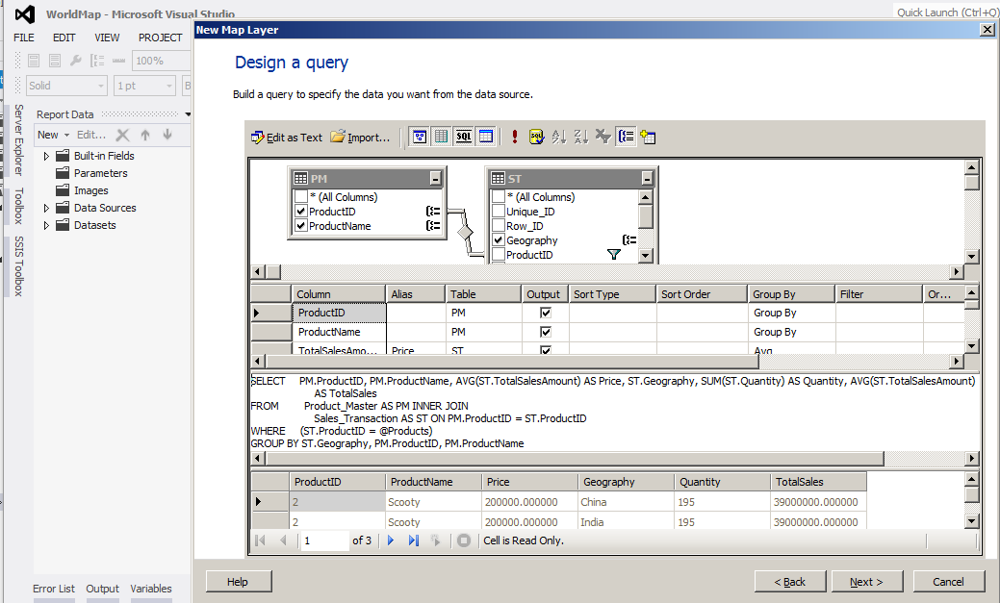 WorldMap - Microsoft Visual Studio
Quick Launch (Ctrl+Q)
FILE EDIT VIEW PROJECT
New Map Layer
100%
Solid 1 pt B
Server Explorer
Toolbox
SSIS Toolbox
Report Data
New Edit...
Built-in Fields
Parameters
Images
Data Sources
Datasets
Error List Output Variables
Design a query
Build a query to specify the data you want from the data source.
Edit as Text Import... SQL SQL A Z Z A
PM
* (All Columns)
ProductID
ProductName
ST
* (All Columns)
Unique_ID
Row_ID
Geography
ProductID
Column Alias Table Output Sort Type Sort Order Group By Filter Or...
ProductID PM Group By
ProductName PM Group By
TotalSalesAmo... Price ST Avg
SELECT PM.ProductID, PM.ProductName, AVG(ST.TotalSalesAmount) AS Price, ST.Geography, SUM(ST.Quantity) AS Quantity, AVG(ST.TotalSalesAmount)
AS TotalSales
FROM Product_Master AS PM INNER JOIN
Sales_Transaction AS ST ON PM.ProductID = ST.ProductID
WHERE (ST.ProductID = @Products)
GROUP BY ST.Geography, PM.ProductID, PM.ProductName
ProductID ProductName Price Geography Quantity TotalSales
2 Scooty 200000.000000 China 195 39000000.000000
2 Scooty 200000.000000 India 195 39000000.000000
1 of 3 Cell is Read Only.
Help < Back Next > Cancel